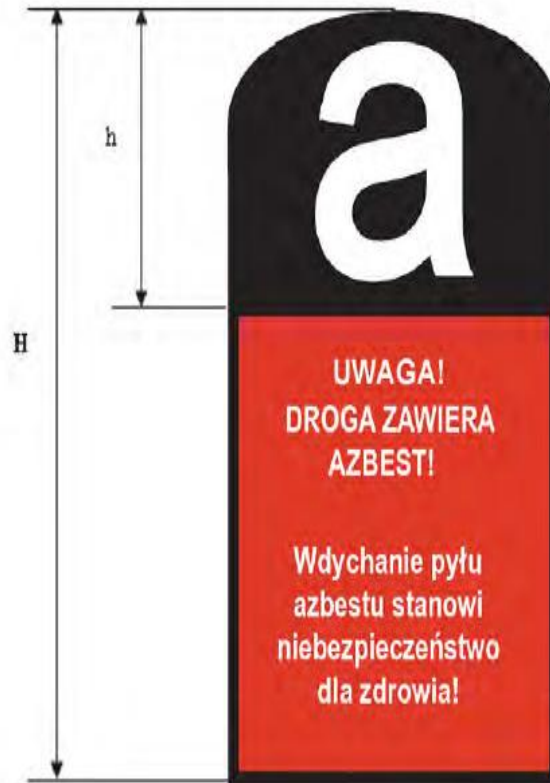 a
h
H
UWAGA!
DROGA ZAWIERA
AZBEST!
Wdychanie pyłu
azbestu stanowi
niebezpieczeństwo
dla zdrowia!